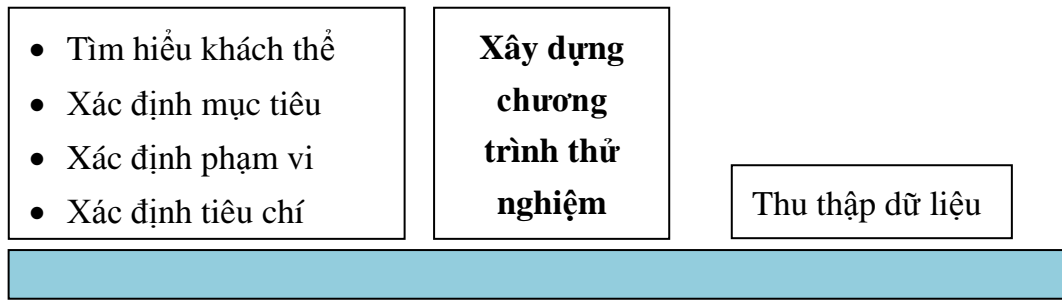 • Tìm hiểu khách thể
• Xác định mục tiêu
• Xác định phạm vi
• Xác định tiêu chí
Xây dựng
chương
trình thử
nghiệm
Thu thập dữ liệu